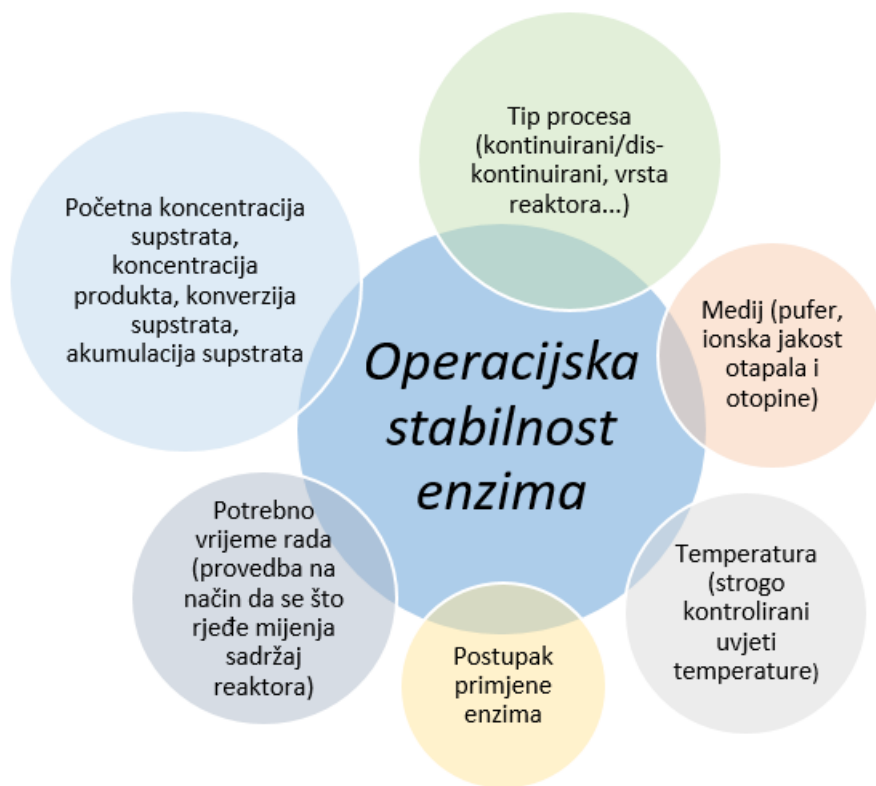 Tip procesa
(kontinuirani/dis-
kontinuirani, vrsta
reaktora...)
Početna koncentracija
supstrata,
koncentracija
produkta, konverzija
supstrata,
akumulacija supstrata
Medij (pufer,
ionska jakost
otapala i
otopine)
Operacijska
stabilnost
enzima
Potrebno
vrijeme rada
(provedba na
način da se što
rjeđe mijenja
sadržaj
reaktora)
Temperatura
(strogo
kontrolirani
uvjeti
temperature)
Postupak
primjene
enzima